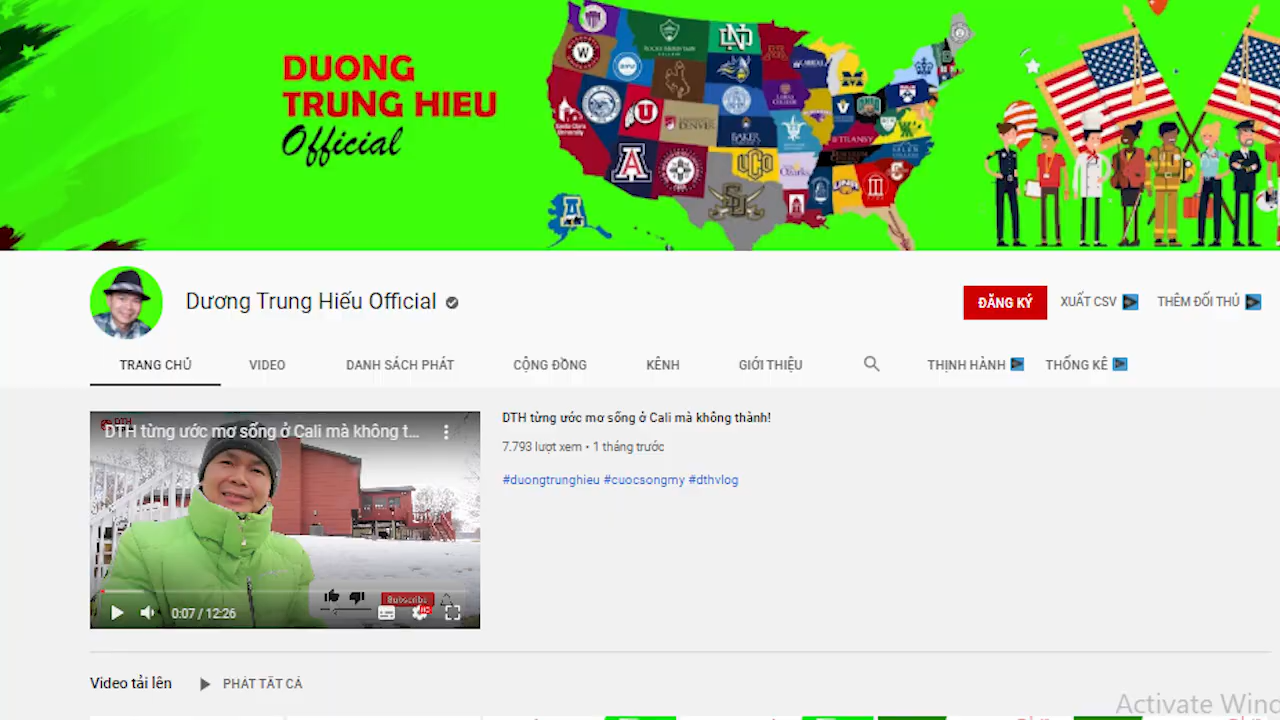 DUONG
TRUNG HIEU
Official
Dương Trung Hiếu Official
ĐĂNG KÝ
XUẤT CSV
THÊM ĐỐI THỦ
TRANG CHỦ
VIDEO
DANH SÁCH PHÁT
CỘNG ĐỒNG
KÊNH
GIỚI THIỆU
THỊNH HÀNH
THỐNG KÊ
DTH từng ước mơ sống ở Cali mà không t...
Subscribe
0:07 / 12:26
DTH từng ước mơ sống ở Cali mà không thành!
7.793 lượt xem • 1 tháng trước
#duongtrunghieu #cuocsongmy #dthvlog
Video tải lên
PHÁT TẤT CẢ
Activate Wind